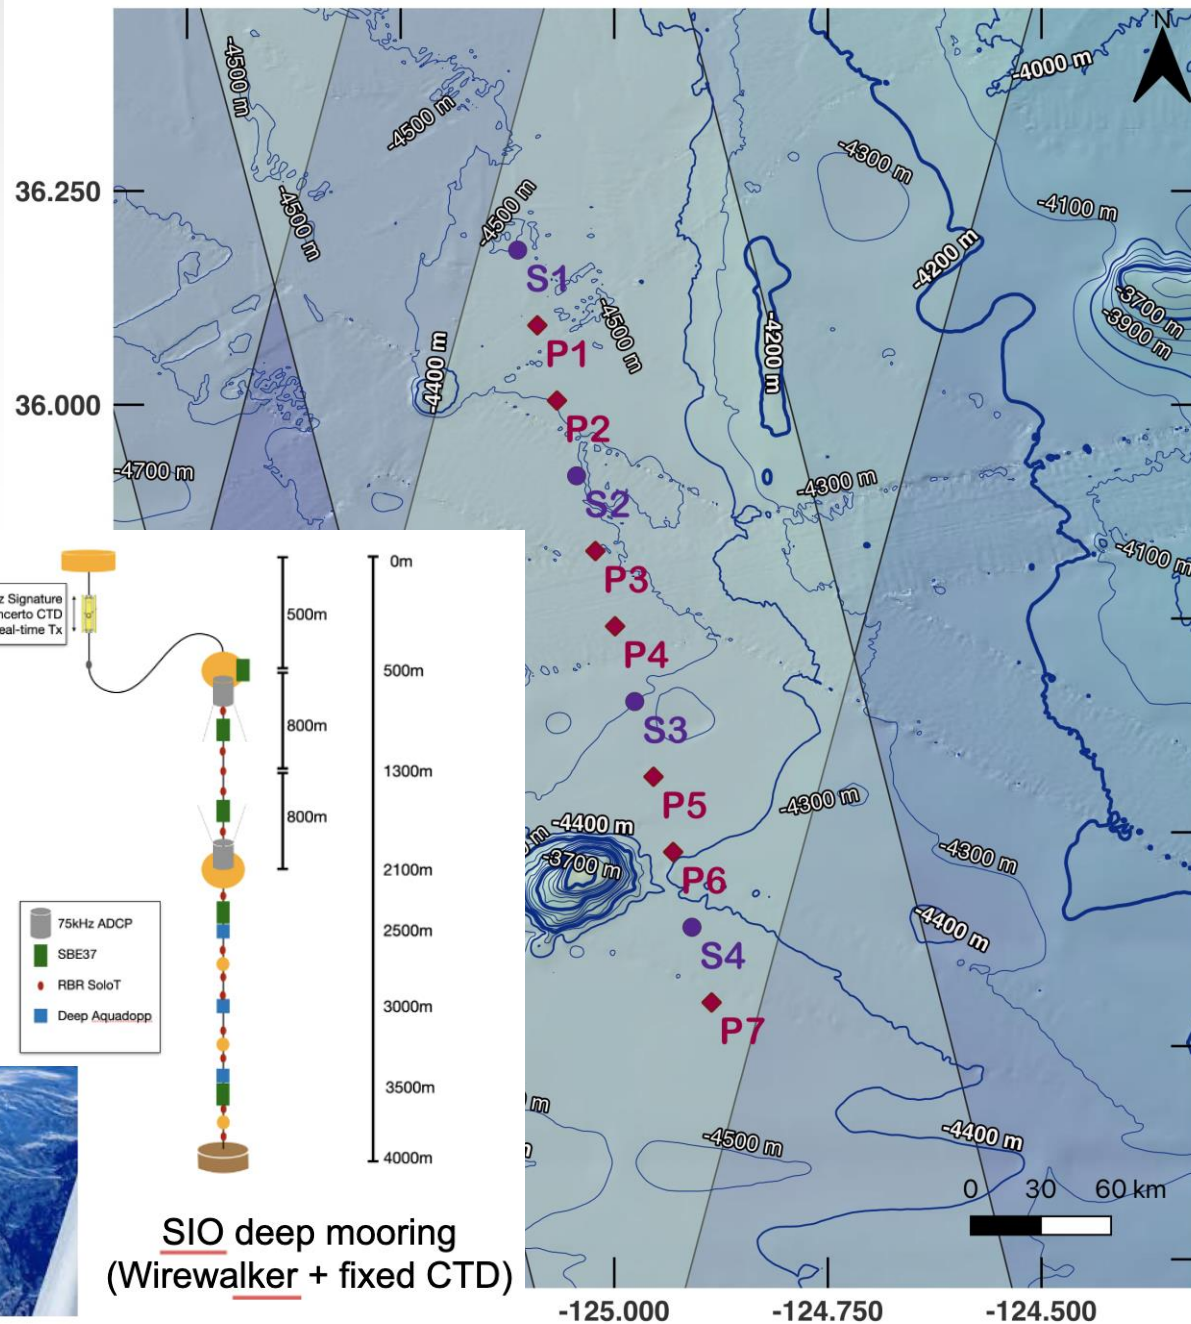 N
-4500 m
-4500 m
-4000 m
-4300 m
36.250
-4500 m
-4500 m
-4100 m
-4200 m
S1
-3700 m
-3900 m
-4500 m
P1
-4200 m
-4400 m
36.000
P2
-4700 m
-4300 m
S2
-4100 m
P3
P4
S3
P5
-4300 m
-4400 m
-3700 m
-4300 m
P6
-4400 m
S4
P7
m
-4500 m
-4400 m
0 30 60 km
-125.000 -124.750 -124.500
z Signature
ncerto CTD
eal-time Tx
500m
800m
800m
0m
500m
1300m
2100m
2500m
3000m
3500m
4000m
75kHz ADCP
SBE37
RBR SoloT
Deep Aquadopp
SIO deep mooring
(Wirewalker + fixed CTD)